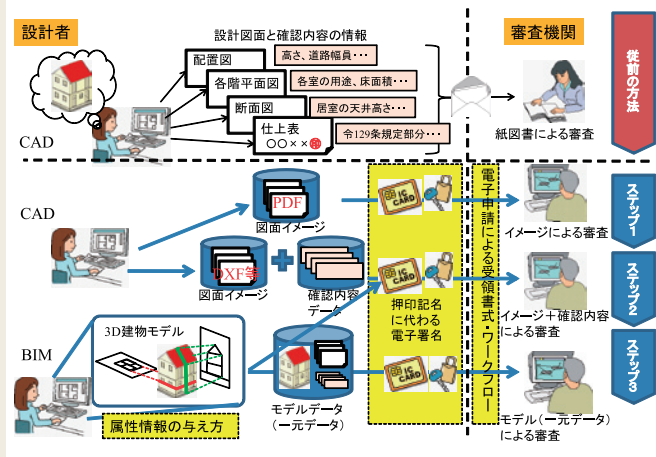 設計者
設計図面と確認内容の情報
審査機関
従前の方法
配置図
高さ、道路幅員・・・
各階平面図
各室の用途、床面積・・・
断面図
居室の天井高さ・・・
仕上表
○○××㊞
令129条規定部分・・・
CAD
紙図書による審査
CAD
PDF
図面イメージ
IC CARD
電子申請による受領書式・ワークフロー
イメージによる審査
ステップ1
DXF等
図面イメージ
確認内容
データ
IC CARD
押印記名
に代わる
電子署名
イメージ+確認内容
による審査
ステップ2
BIM
3D建物モデル
属性情報の与え方
モデルデータ
(一元データ)
IC CARD
モデル(一元データ)
による審査
ステップ3